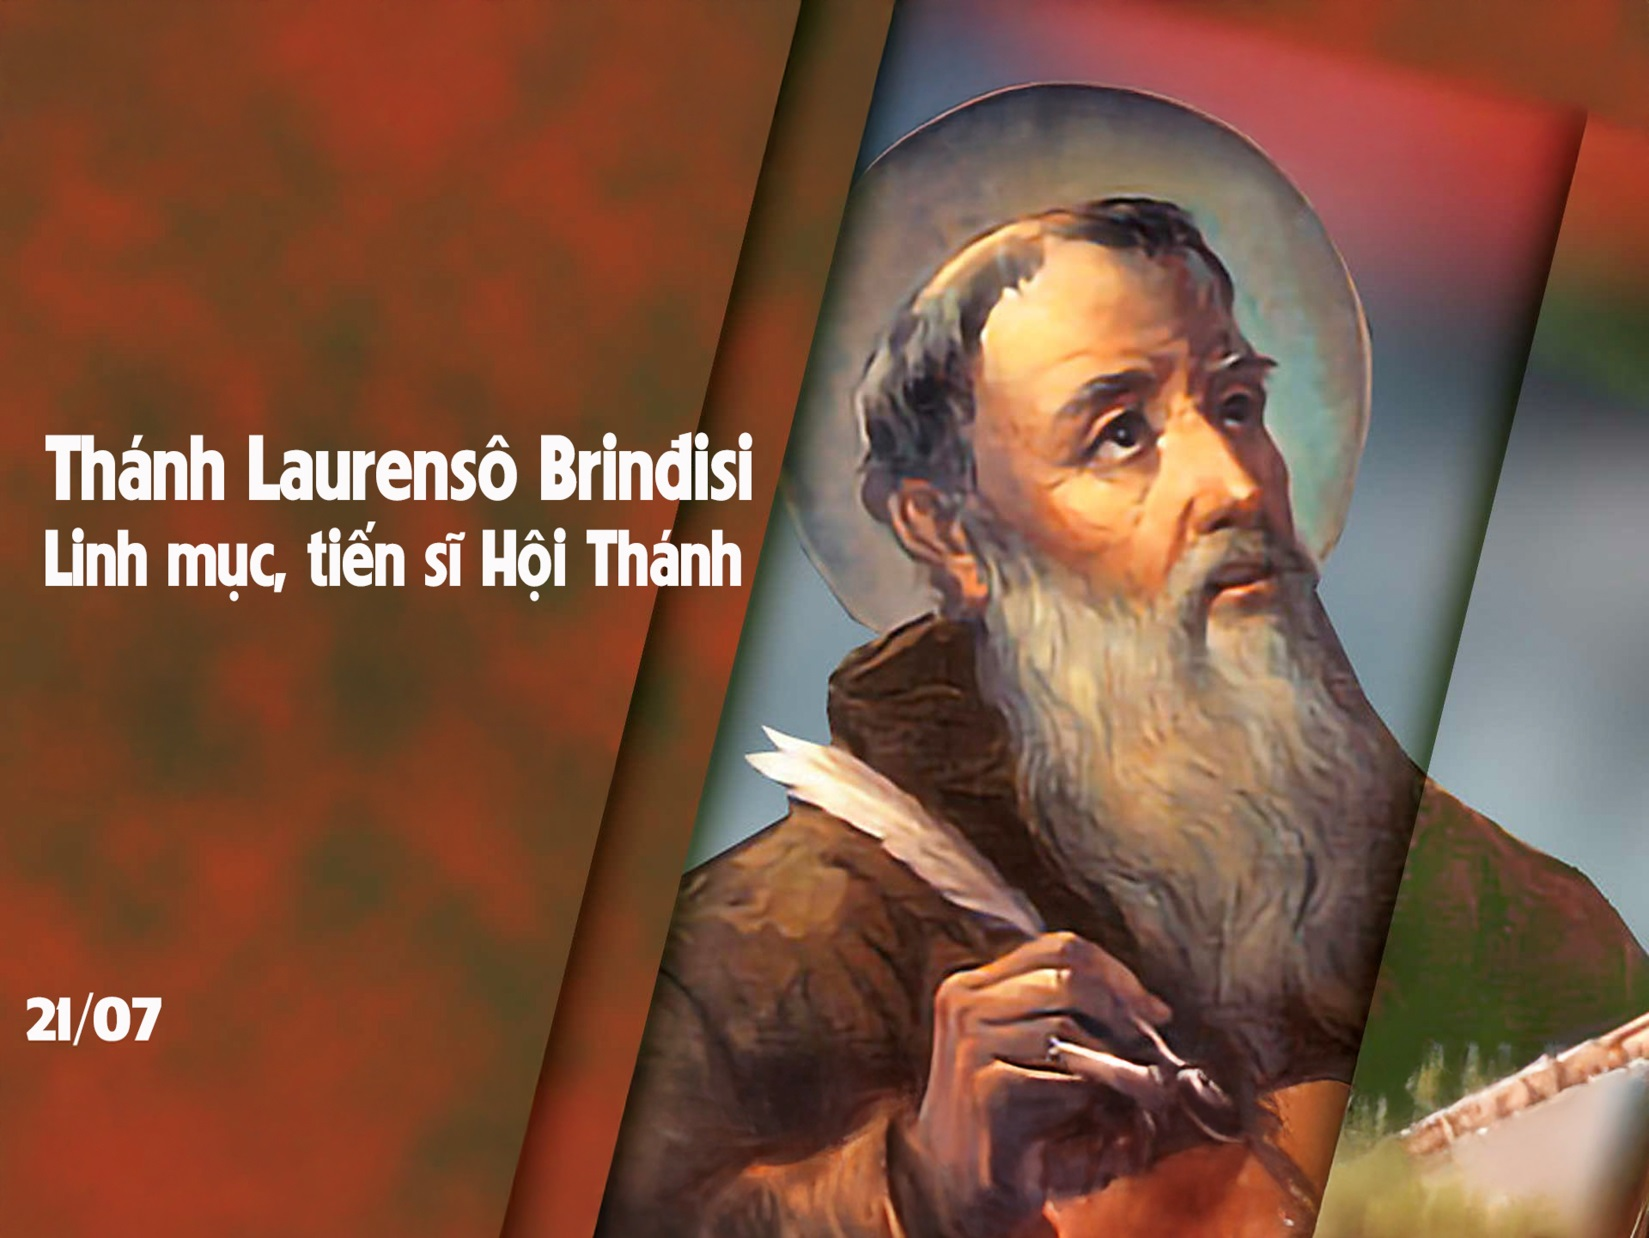 Thánh Laurensô Brinđisi
Linh mục, tiến sĩ Hội Thánh
21/07